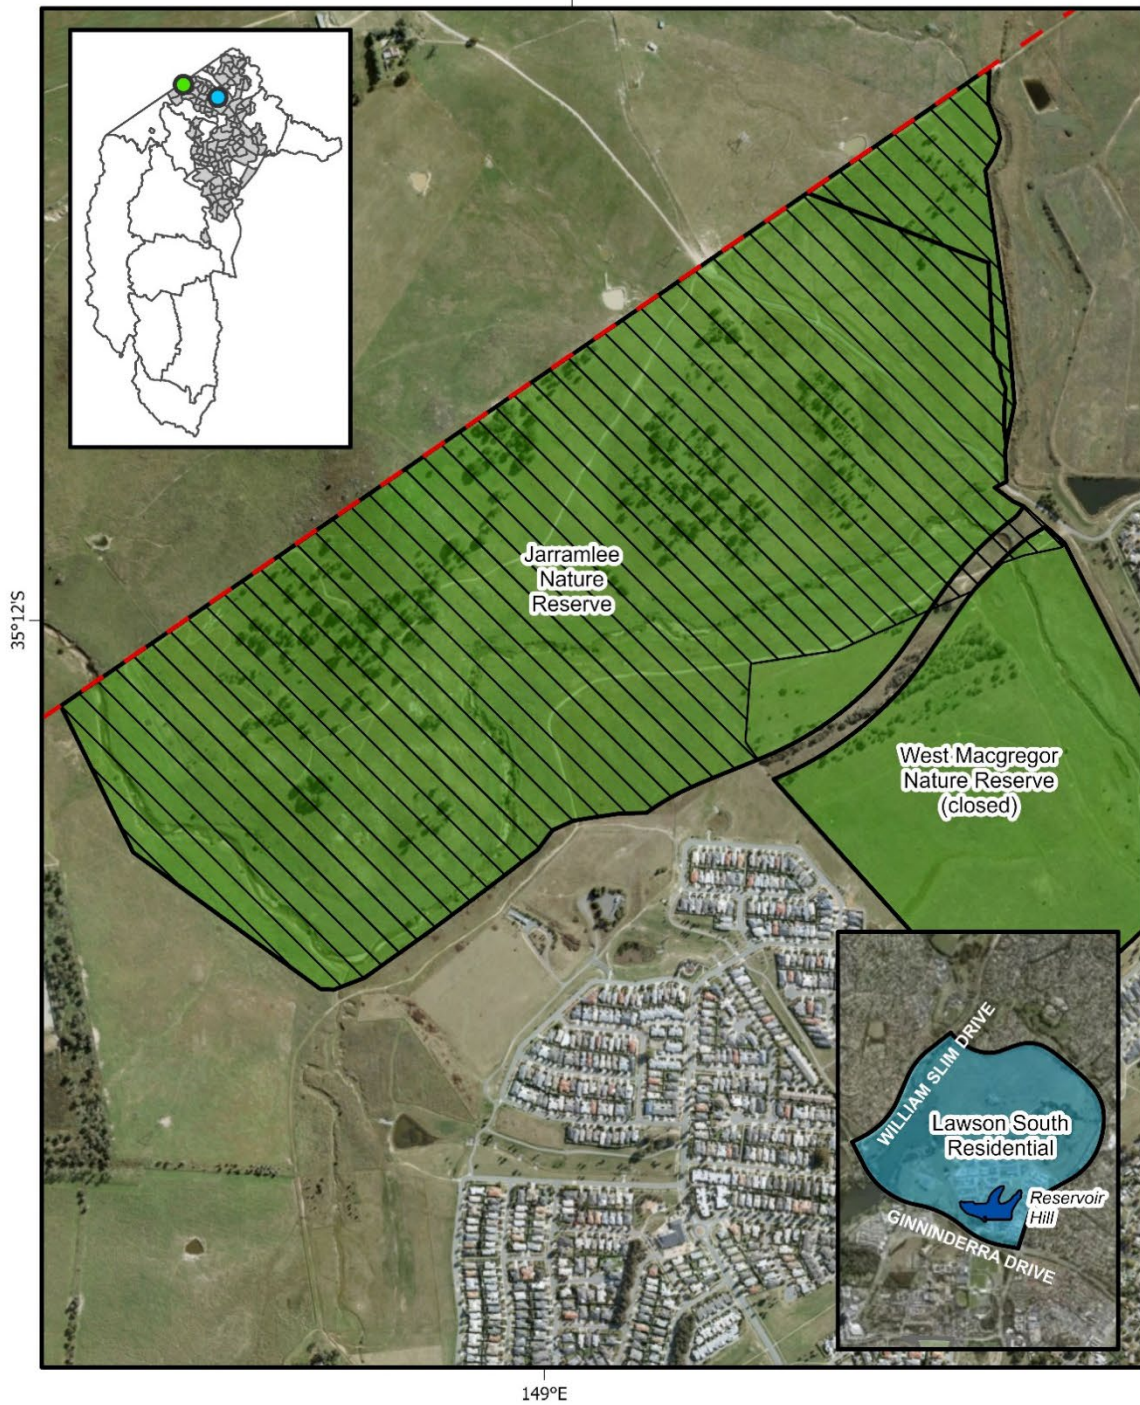 35°12'S
Jarramlee
Nature
Reserve
West Macgregor
Nature Reserve
(closed)
WILLIAM SLIM DRIVE
Lawson South
Residential
Reservoir
Hill
GINNINDERRA DRIVE
149°E